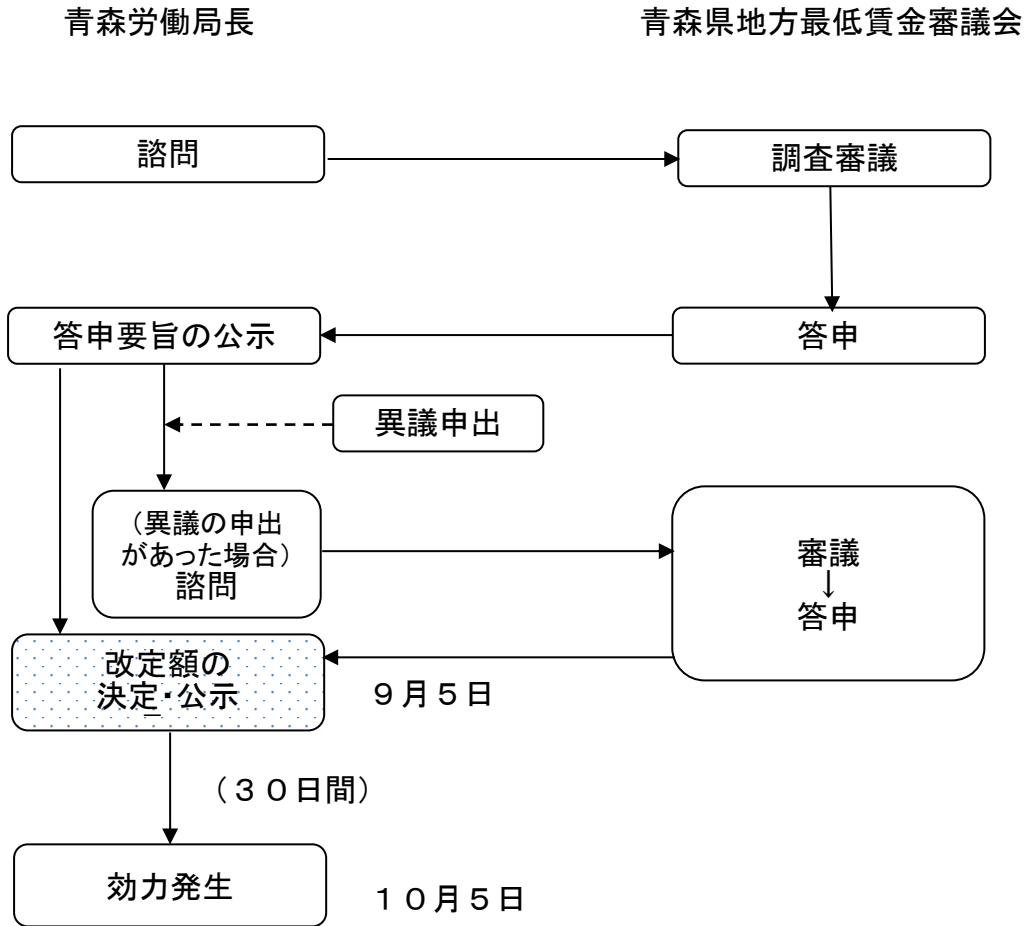 青森労働局長
青森県地方最低賃金審議会
諮問
調査審議
答申要旨の公示
答申
異議申出
（異議の申出
があった場合）
諮問
審議
↓
答申
改定額の
決定・公示
９月５日
（３０日間）
効力発生
１０月５日